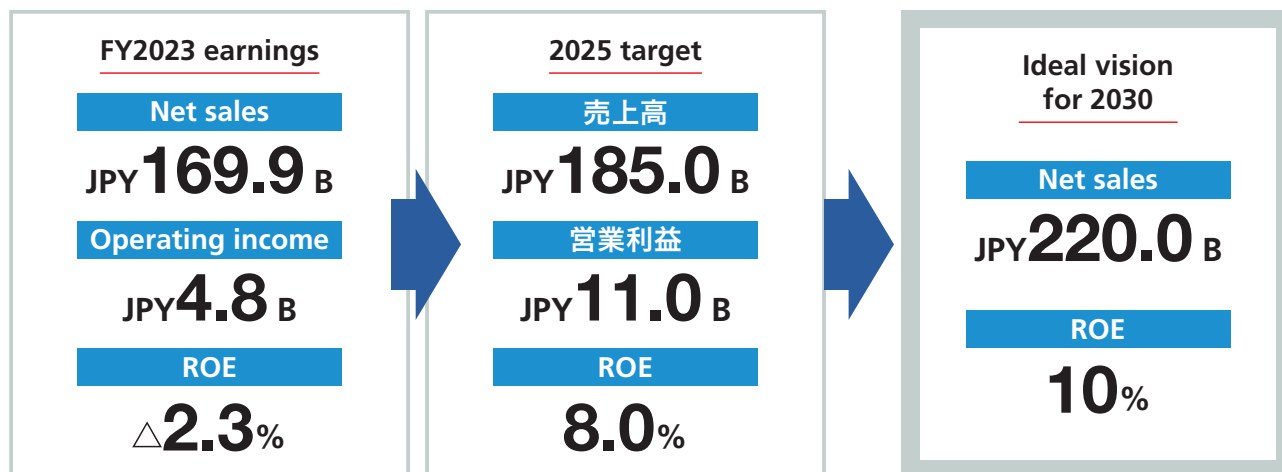 FY2023 earnings
Net sales
JPY169.9 B
Operating income
JPY4.8 B
ROE
△2.3%
2025 target
売上高
JPY185.0 B
営業利益
JPY11.0 B
ROE
8.0%
Ideal vision
for 2030
Net sales
JPY220.0 B
ROE
10%